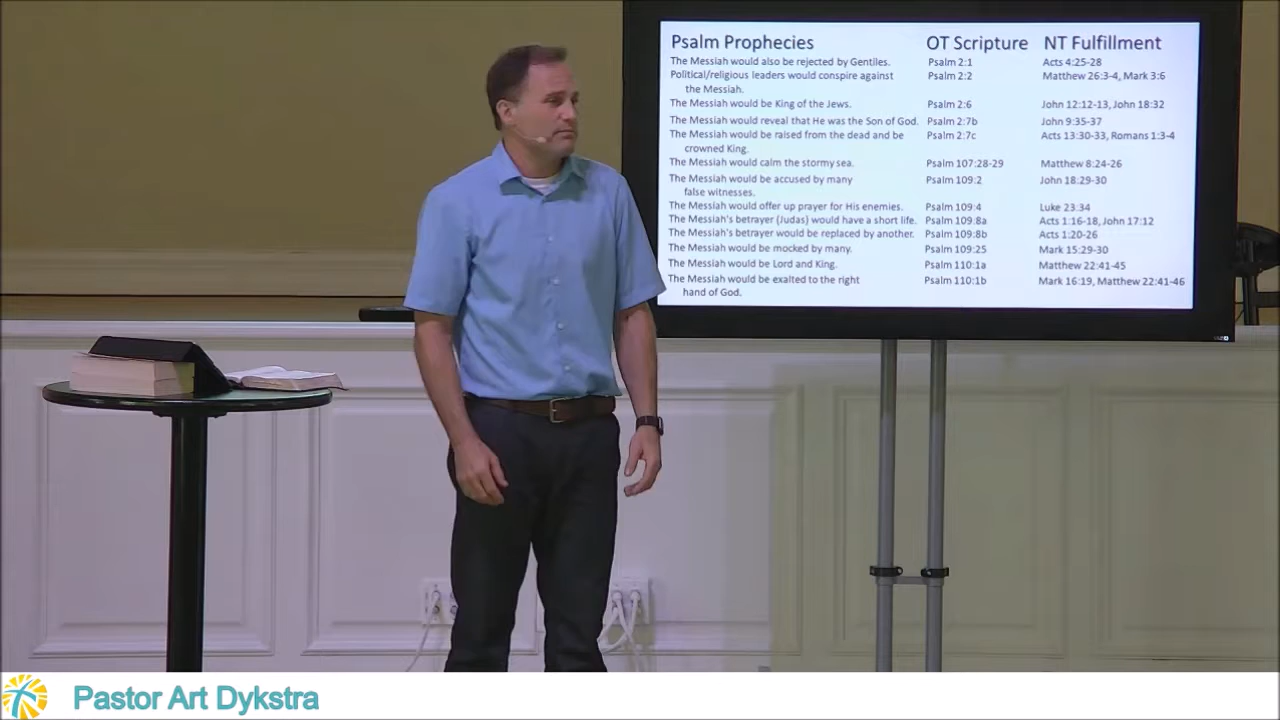 Psalm Prophecies OT Scripture NT Fulfillment
The Messiah would also be rejected by Gentiles. Psalm 2:1 Acts 4:25-28
Political/religious leaders would conspire against Psalm 2:2 Matthew 26:3-4, Mark 3:6
the Messiah.
The Messiah would be King of the Jews. Psalm 2:6 John 12:12-13, John 18:32
The Messiah would reveal that He was the Son of God. Psalm 2:7b John 9:35-37
The Messiah would be raised from the dead and be Psalm 2:7c Acts 13:30-33, Romans 1:3-4
crowned King.
The Messiah would calm the stormy sea. Psalm 107:28-29 Matthew 8:24-26
The Messiah would be accused by many Psalm 109:2 John 18:29-30
false witnesses.
The Messiah would offer up prayer for His enemies. Psalm 109:4 Luke 23:34
The Messiah's betrayer (Judas) would have a short life. Psalm 109:8a Acts 1:16-18, John 17:12
The Messiah's betrayer would be replaced by another. Psalm 109:8b Acts 1:20-26
The Messiah would be mocked by many. Psalm 109:25 Mark 15:29-30
The Messiah would be Lord and King. Psalm 110:1a Matthew 22:41-45
The Messiah would be exalted to the right Psalm 110:1b Mark 16:19, Matthew 22:41-46
hand of God.
Pastor Art Dykstra